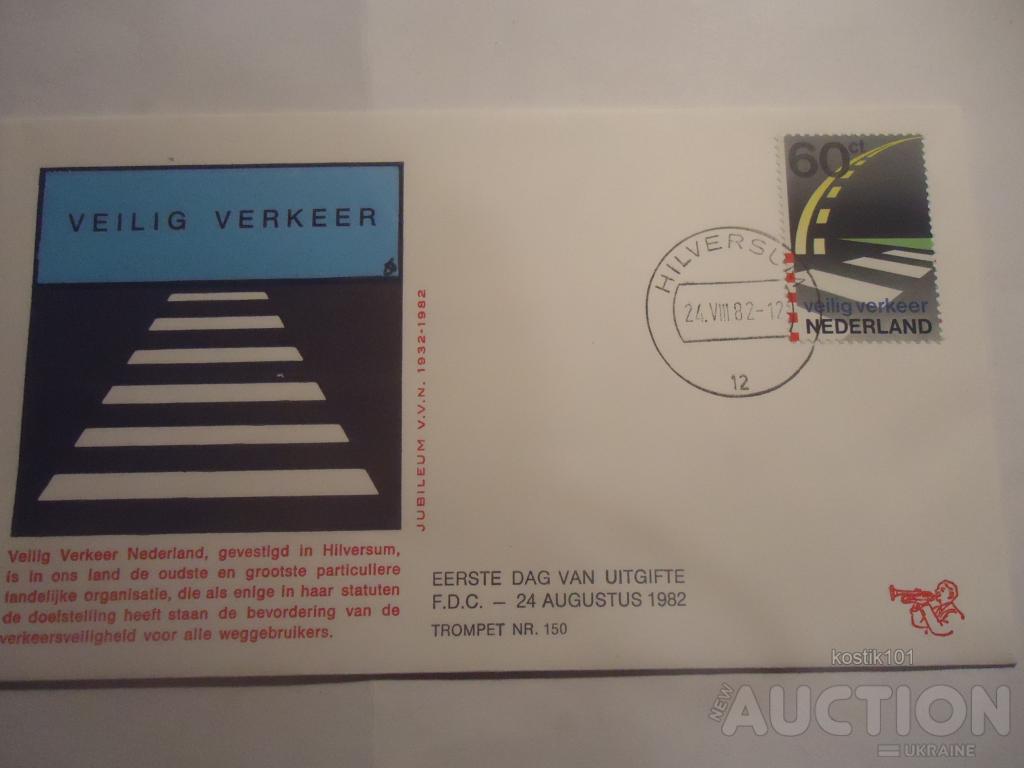 VEILIG VERKEER
JUBILEUM V.V.N. 1932-1982
Veilig Verkeer Nederland, gevestigd in Hilversum,
is in ons land de oudste en grootste particuliere
landelijke organisatie, die als enige in haar statuten
de doelstelling heeft staan de bevordering van de
verkeersveiligheid voor alle weggebruikers.
EERSTE DAG VAN UITGIFTE
F.D.C. – 24 AUGUSTUS 1982
TROMPET NR. 150
HILVERSUM
24.VIII 82-12
12
60ct
veilig verkeer
NEDERLAND
kostik101
NEW AUCTION
UKRAINE